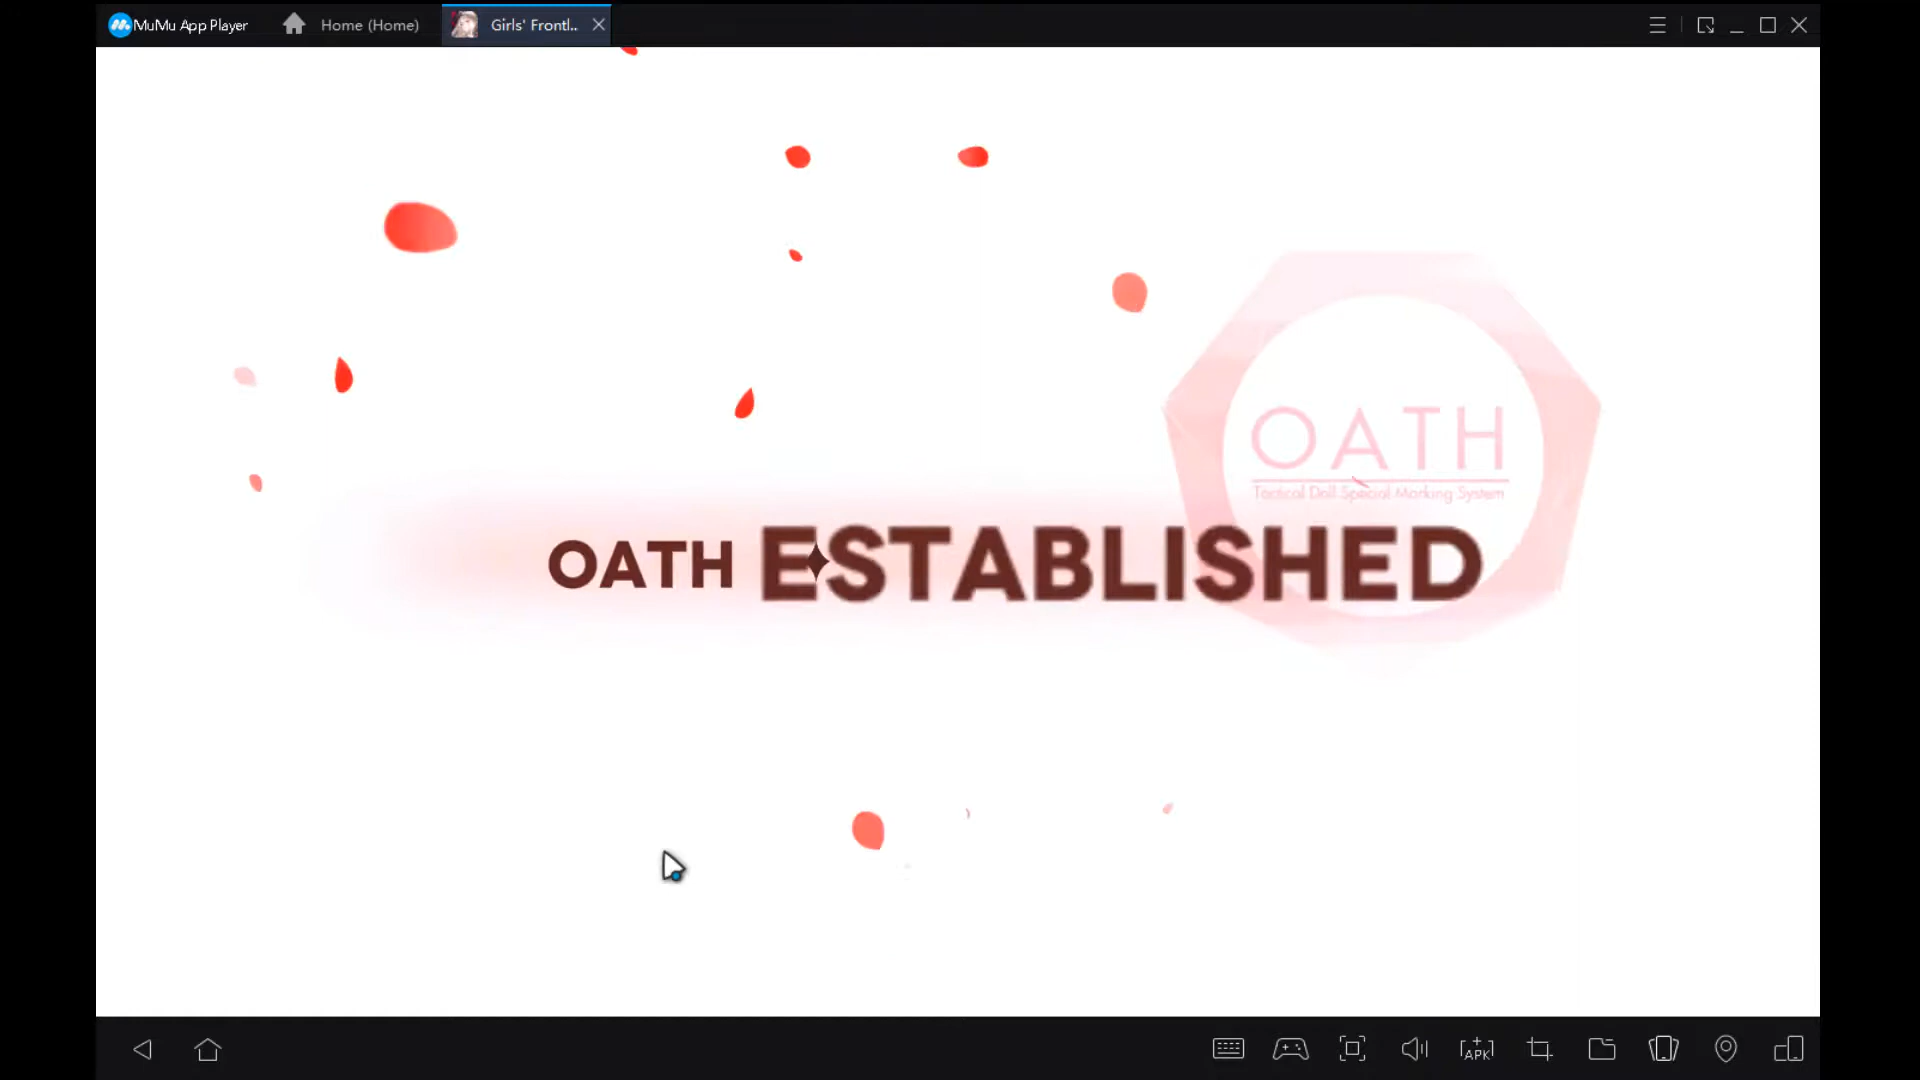 MuMu App Player
Home (Home)
Girls' Frontl..
OATH
Tactical Doll Special Marking System
OATH ESTABLISHED
APK